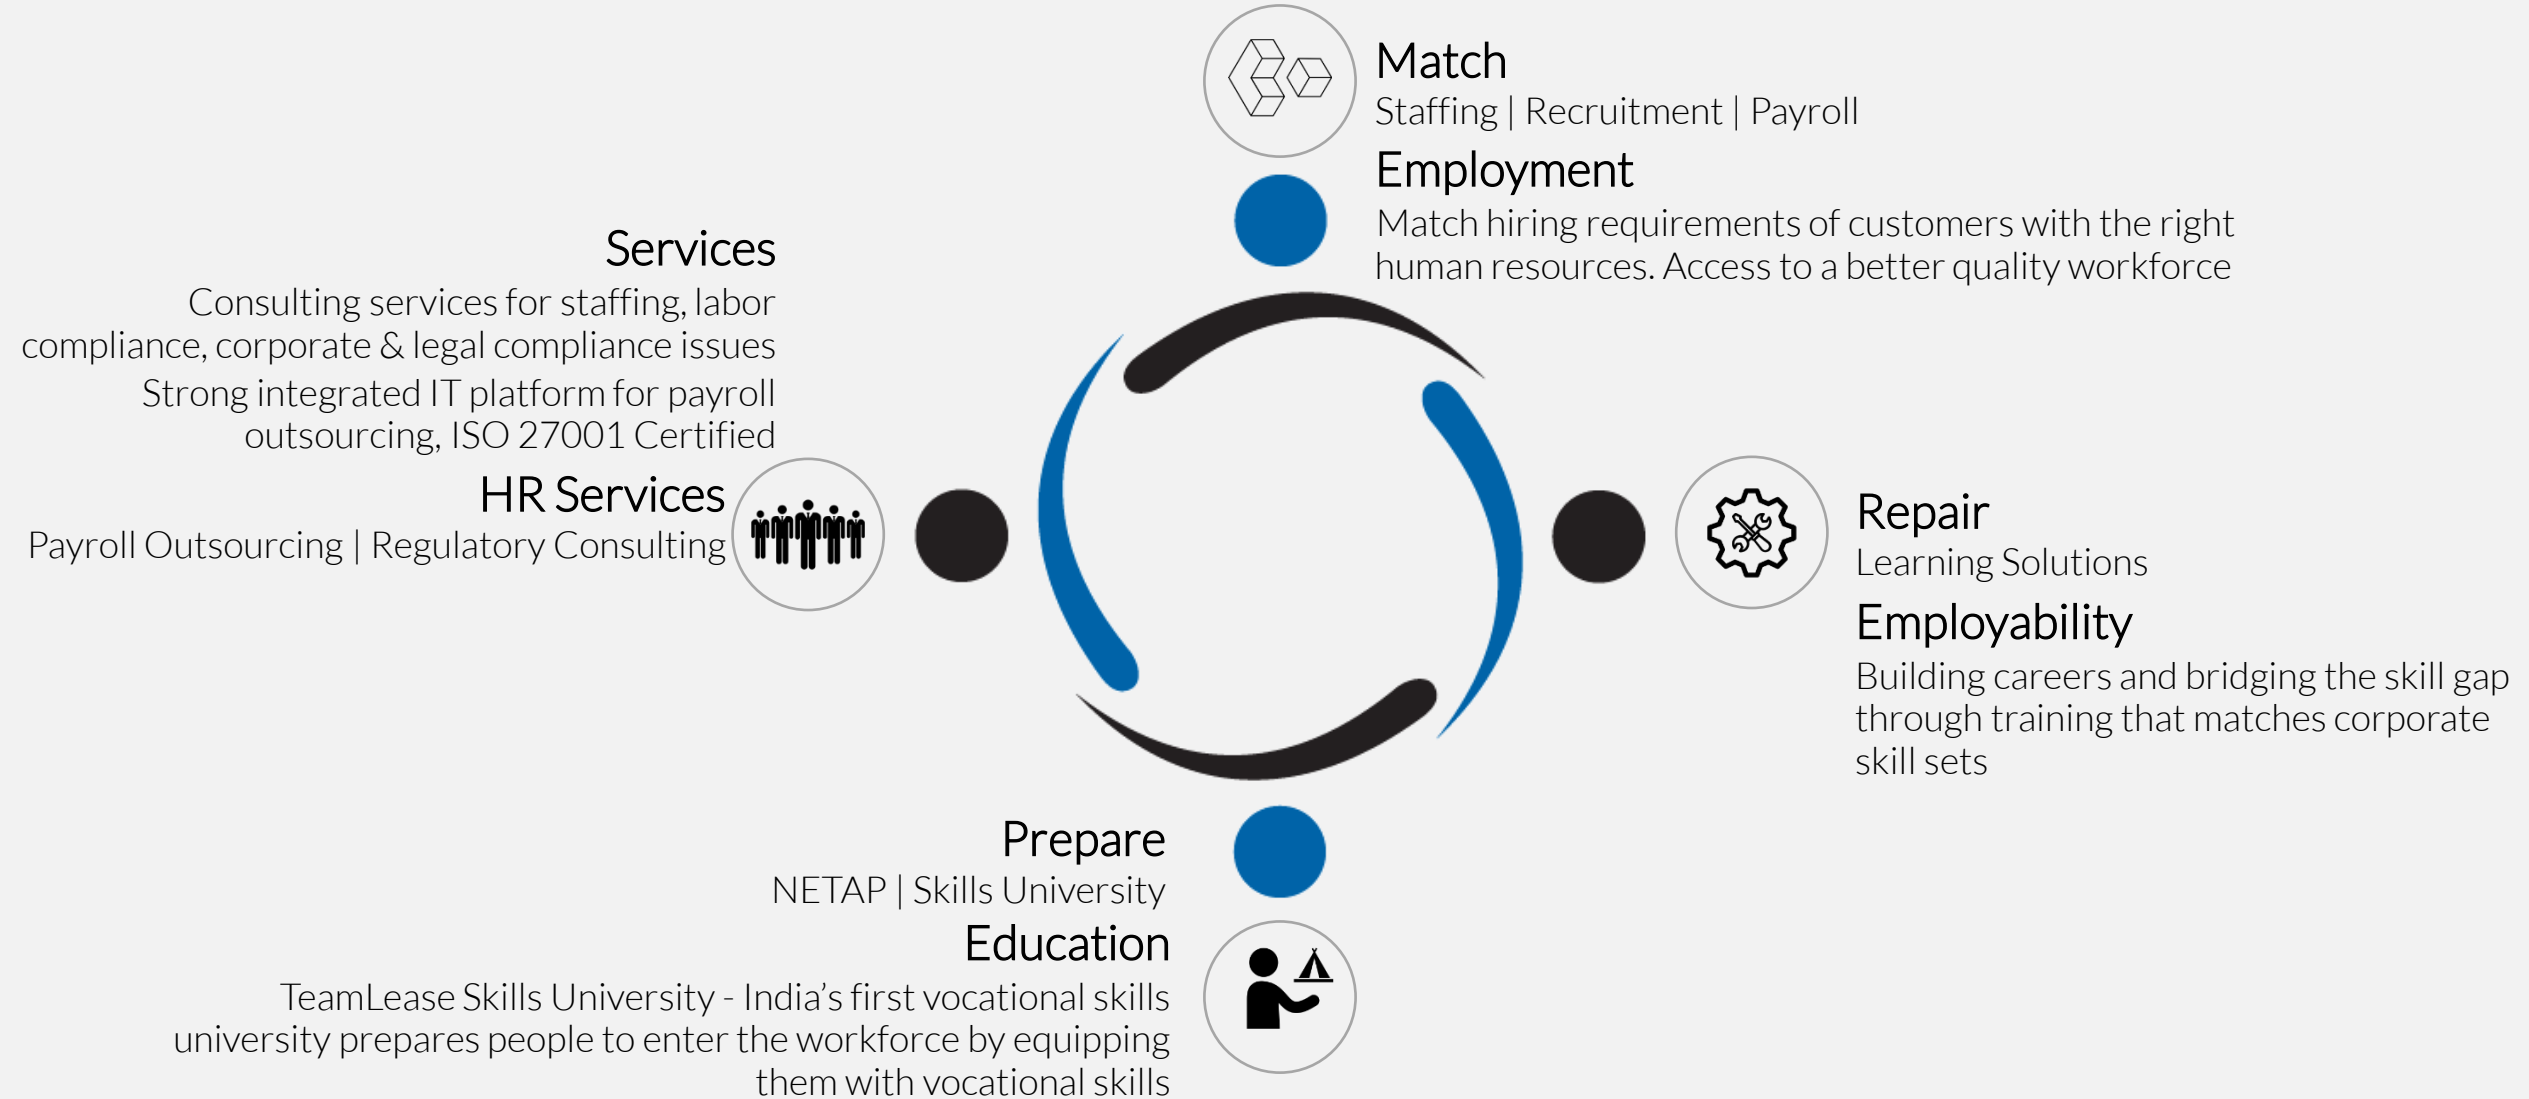 Match
Staffing | Recruitment | Payroll
Employment
Match hiring requirements of customers with the right
human resources. Access to a better quality workforce
Services
Consulting services for staffing, labor
compliance, corporate & legal compliance issues
Strong integrated IT platform for payroll
outsourcing, ISO 27001 Certified
HR Services
Payroll Outsourcing | Regulatory Consulting
Repair
Learning Solutions
Employability
Building careers and bridging the skill gap
through training that matches corporate
skill sets
Prepare
NETAP | Skills University
Education
TeamLease Skills University - India’s first vocational skills
university prepares people to enter the workforce by equipping
them with vocational skills